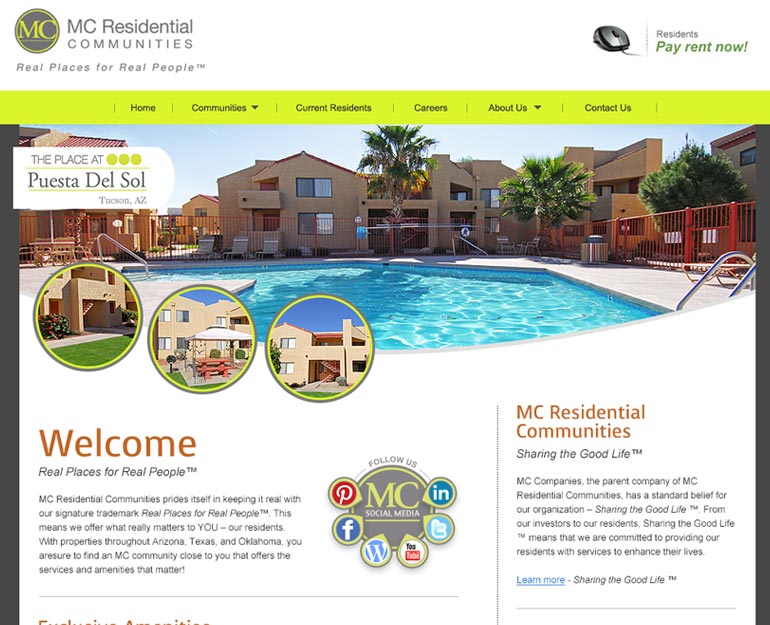 MC
MC Residential
COMMUNITIES
Real Places for Real People™
Residents
Pay rent now!
Home
Communities
Current Residents
Careers
About Us
Contact Us
THE PLACE AT
Puesta Del Sol
Tucson, AZ
Welcome
Real Places for Real People™
MC Residential Communities prides itself in keeping it real with
our signature trademark Real Places for Real People™. This
means we offer what really matters to YOU – our residents.
With properties throughout Arizona, Texas, and Oklahoma, you
aresure to find an MC community close to you that offers the
services and amenities that matter!
FOLLOW US
MC
SOCIAL MEDIA
You
Tube
MC Residential
Communities
Sharing the Good Life™
MC Companies, the parent company of MC
Residential Communities, has a standard belief for
our organization – Sharing the Good Life ™. From
our investors to our residents, Sharing the Good Life
™ means that we are committed to providing our
residents with services to enhance their lives.
Learn more - Sharing the Good Life ™
Exclusive Amenities